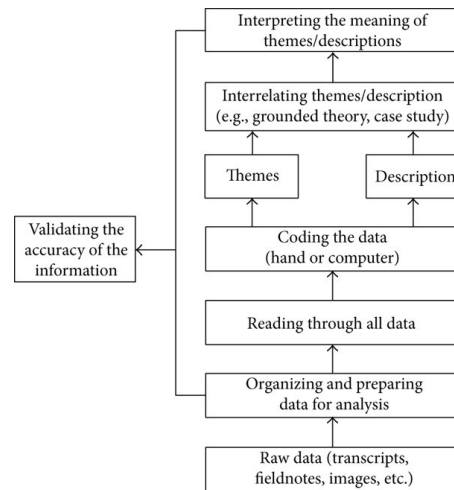 Interpreting the meaning of
themes/descriptions
Interrelating themes/description
(e.g., grounded theory, case study)
Themes
Description
Validating the
accuracy of the
information
Coding the data
(hand or computer)
Reading through all data
Organizing and preparing
data for analysis
Raw data (transcripts,
fieldnotes, images, etc.)